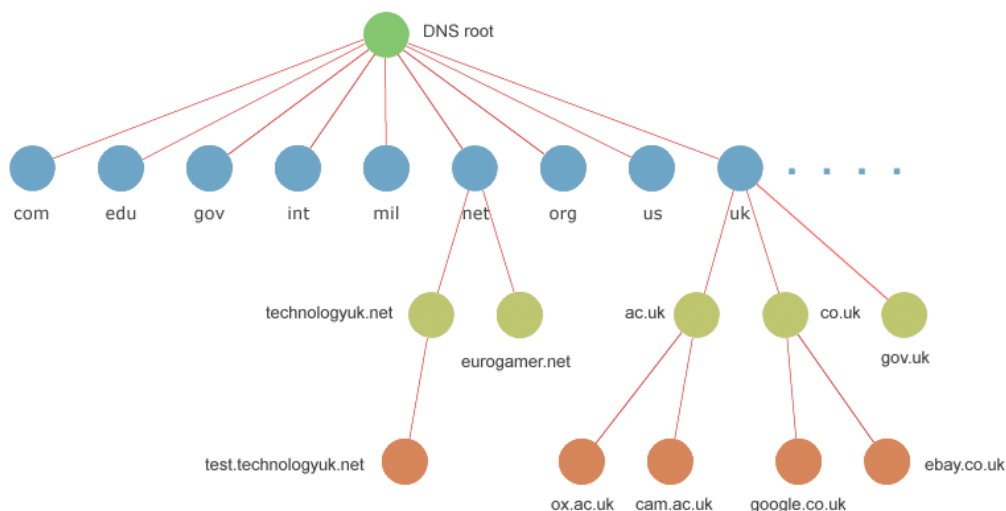 DNS root
com
edu
gov
int
mil
net
org
us
uk
technologyuk.net
eurogamer.net
ac.uk
co.uk
gov.uk
test.technologyuk.net
ox.ac.uk
cam.ac.uk
google.co.uk
ebay.co.uk